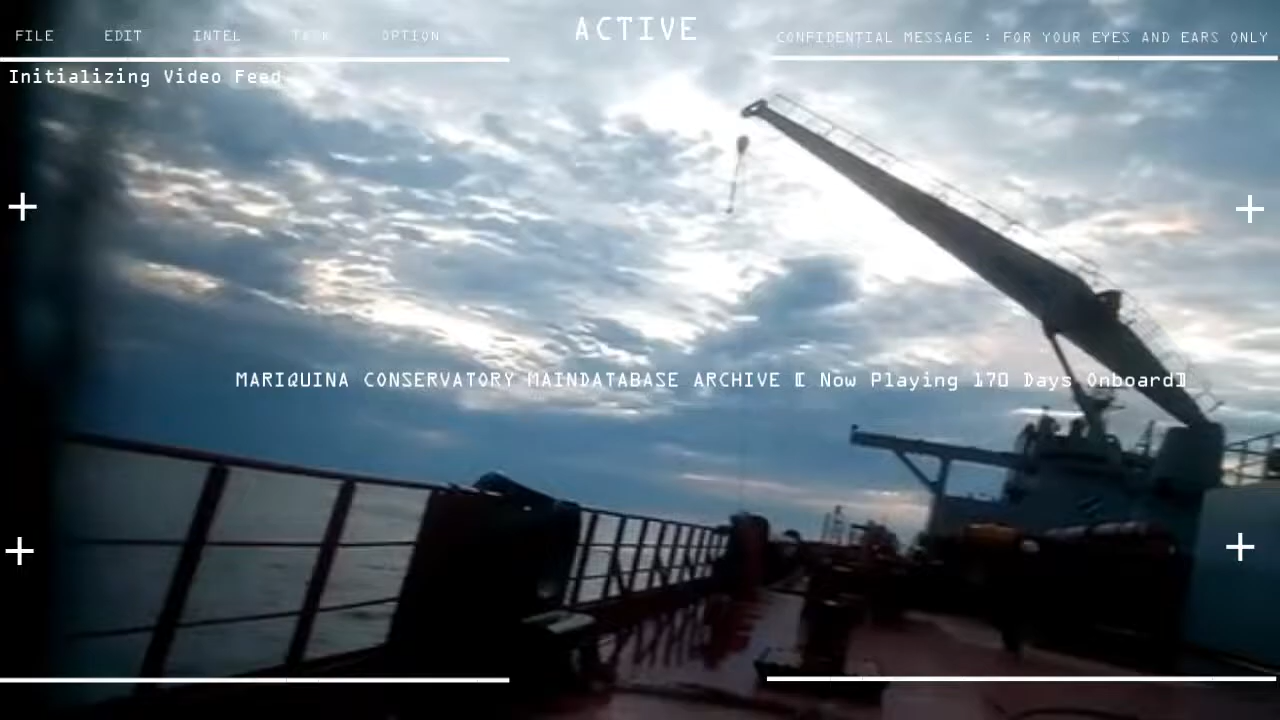 FILE EDIT INTEL TASK OPTION
ACTIVE
CONFIDENTIAL MESSAGE : FOR YOUR EYES AND EARS ONLY
Initializing Video Feed
MARIQUINA CONSERVATORY MAINDATABASE ARCHIVE [ Now Playing 170 Days Onboard]